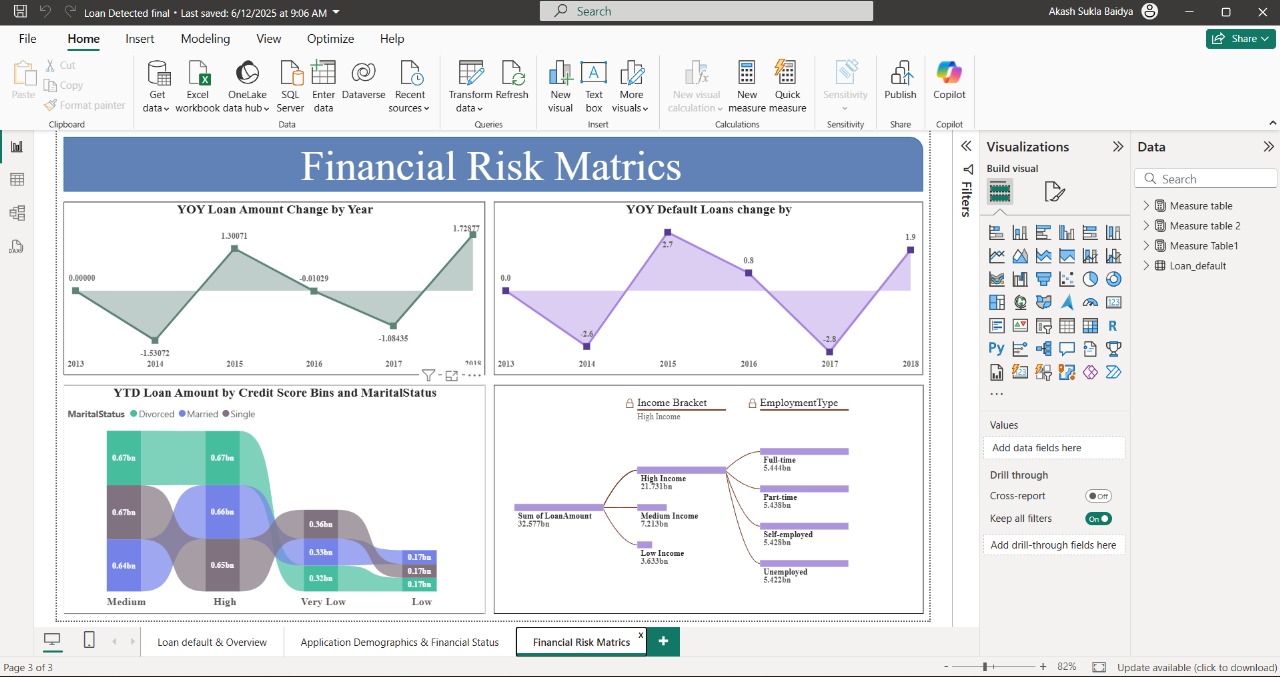 Loan Detected final • Last saved: 6/12/2025 at 9:06 AM
Search
Akash Sukla Baidya
File Home Insert Modeling View Optimize Help
Share
Paste
Cut
Copy
Format painter
Clipboard
Get data
Excel workbook
OneLake data hub
SQL Server
Enter data
Dataverse
Recent sources
Data
Transform data
Refresh
Queries
New visual
Text box
More visuals
Insert
New visual calculation
New measure
Quick measure
Calculations
Sensitivity
Sensitivity
Publish
Share
Copilot
Copilot
Financial Risk Matrics
YOY Loan Amount Change by Year
0.00000
-1.53072
1.30071
-0.01029
-1.08435
1.72877
2013 2014 2015 2016 2017 2018
YOY Default Loans change by
0.0
-2.6
2.7
0.8
-2.8
1.9
2013 2014 2015 2016 2017 2018
YTD Loan Amount by Credit Score Bins and MaritalStatus
MaritalStatus Divorced Married Single
0.67bn 0.67bn
0.67bn 0.66bn 0.36bn
0.33bn 0.17bn
0.64bn 0.65bn 0.32bn 0.17bn
0.17bn
Medium High Very Low Low
Income Bracket
High Income
EmploymentType
Sum of LoanAmount
32.577bn
High Income
21.731bn
Medium Income
7.213bn
Low Income
3.633bn
Full-time
5.444bn
Part-time
5.438bn
Self-employed
5.428bn
Unemployed
5.422bn
Filters
Visualizations
Build visual
R
Py
123
Values
Add data fields here
Drill through
Cross-report
Off
Keep all filters
On
Add drill-through fields here
Data
Search
Measure table
Measure table 2
Measure Table1
Loan_default
Loan default & Overview
Application Demographics & Financial Status
Financial Risk Matrics
x
+
Page 3 of 3
- + 82%
Update available (click to download)